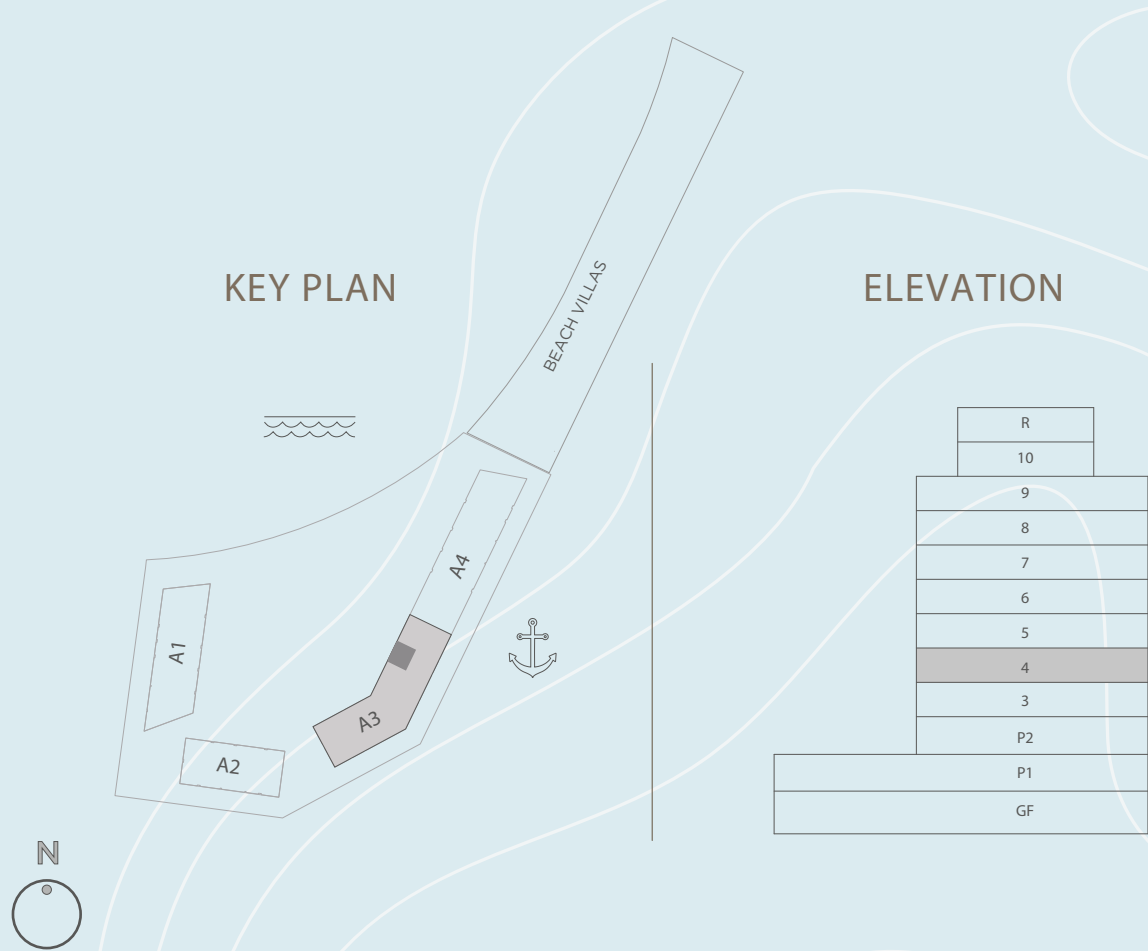 KEY PLAN
ELEVATION
BEACH VILLAS
A4
A1
A3
A2
N
R
10
9
8
7
6
5
4
3
P2
P1
GF